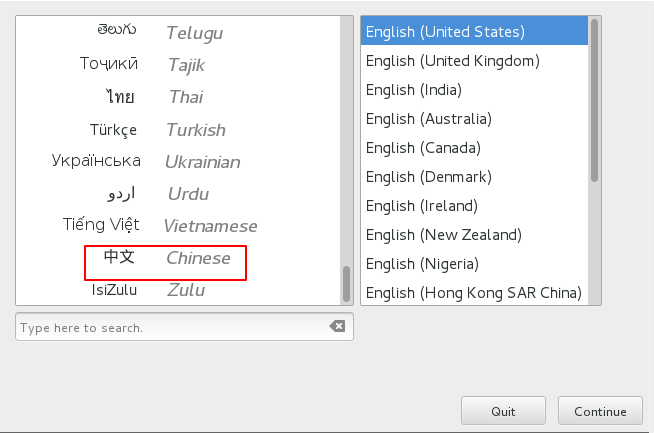 తెలుగు Telugu
Тоҷикӣ Tajik
ไทย Thai
Türkçe Turkish
Українська Ukrainian
اردو Urdu
Tiếng Việt Vietnamese
中文 Chinese
IsiZulu Zulu
Type here to search.
English (United States)
English (United Kingdom)
English (India)
English (Australia)
English (Canada)
English (Denmark)
English (Ireland)
English (New Zealand)
English (Nigeria)
English (Hong Kong SAR China)
Quit Continue